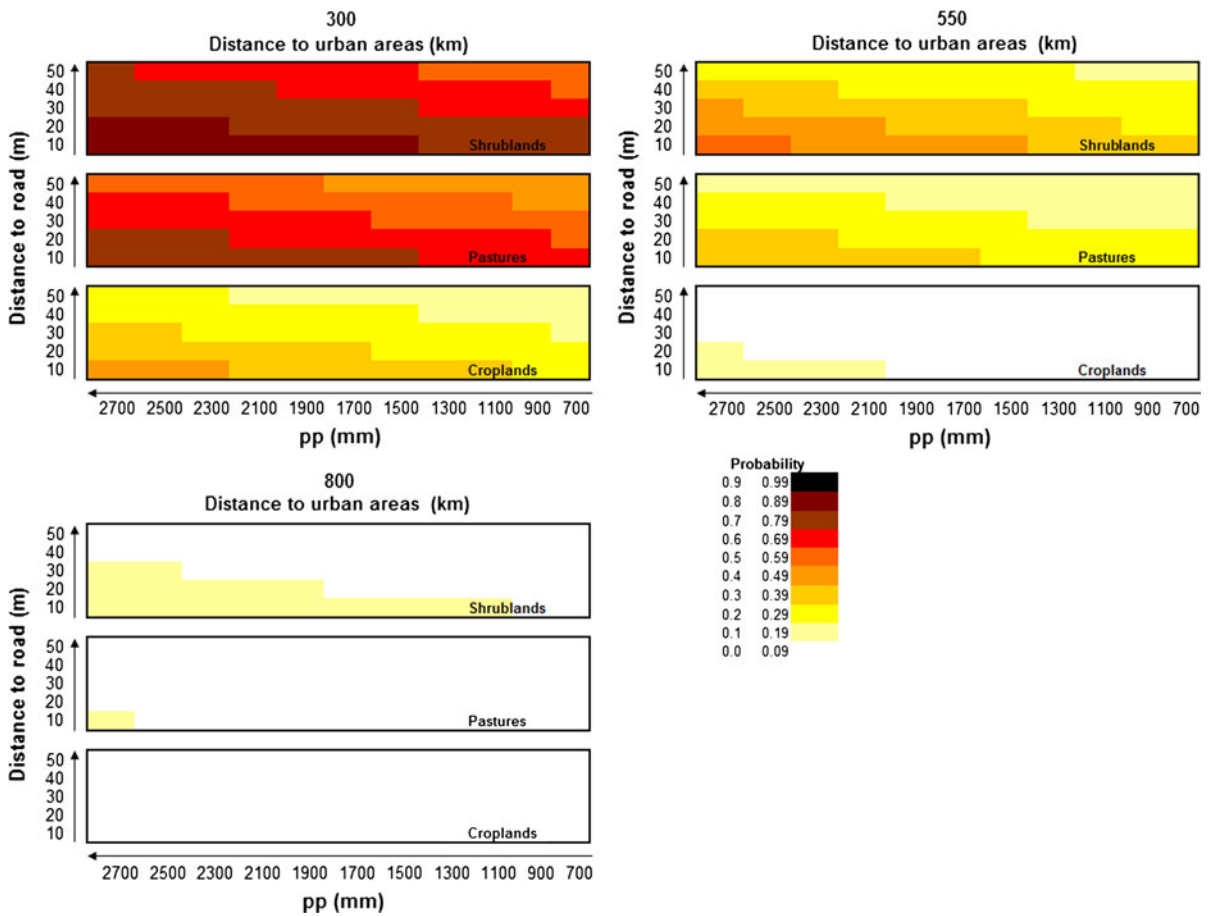 300
Distance to urban areas (km)
Distance to road (m)
50
40
30
20
10
Shrublands
50
40
30
20
10
Pastures
50
40
30
20
10
Croplands
2700 2500 2300 2100 1900 1700 1500 1300 1100 900 700
pp (mm)
550
Distance to urban areas (km)
Distance to road (m)
50
40
30
20
10
Shrublands
50
40
30
20
10
Pastures
50
40
30
20
10
Croplands
2700 2500 2300 2100 1900 1700 1500 1300 1100 900 700
pp (mm)
800
Distance to urban areas (km)
Distance to road (m)
50
40
30
20
10
Shrublands
50
40
30
20
10
Pastures
50
40
30
20
10
Croplands
2700 2500 2300 2100 1900 1700 1500 1300 1100 900 700
pp (mm)
Probability
0.9 0.99
0.8 0.89
0.7 0.79
0.6 0.69
0.5 0.59
0.4 0.49
0.3 0.39
0.2 0.29
0.1 0.19
0.0 0.09